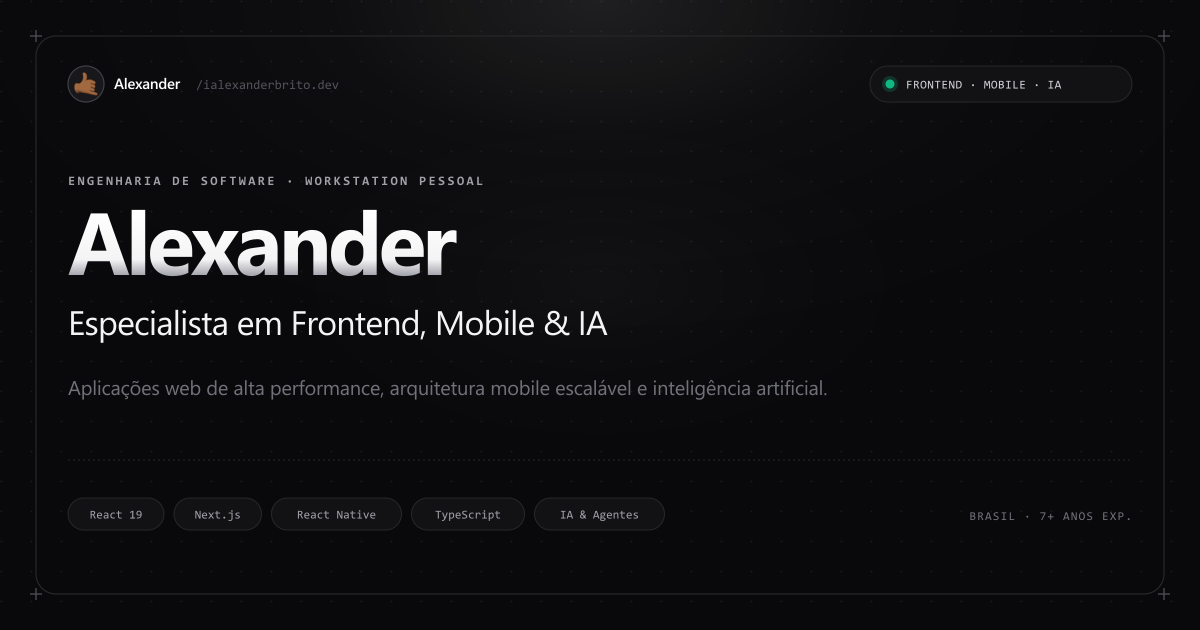 Alexander /ialexanderbrito.dev
FRONTEND · MOBILE · IA
ENGENHARIA DE SOFTWARE · WORKSTATION PESSOAL
Alexander
Especialista em Frontend, Mobile & IA
Aplicações web de alta performance, arquitetura mobile escalável e inteligência artificial.
React 19
Next.js
React Native
TypeScript
IA & Agentes
BRASIL · 7+ ANOS EXP.